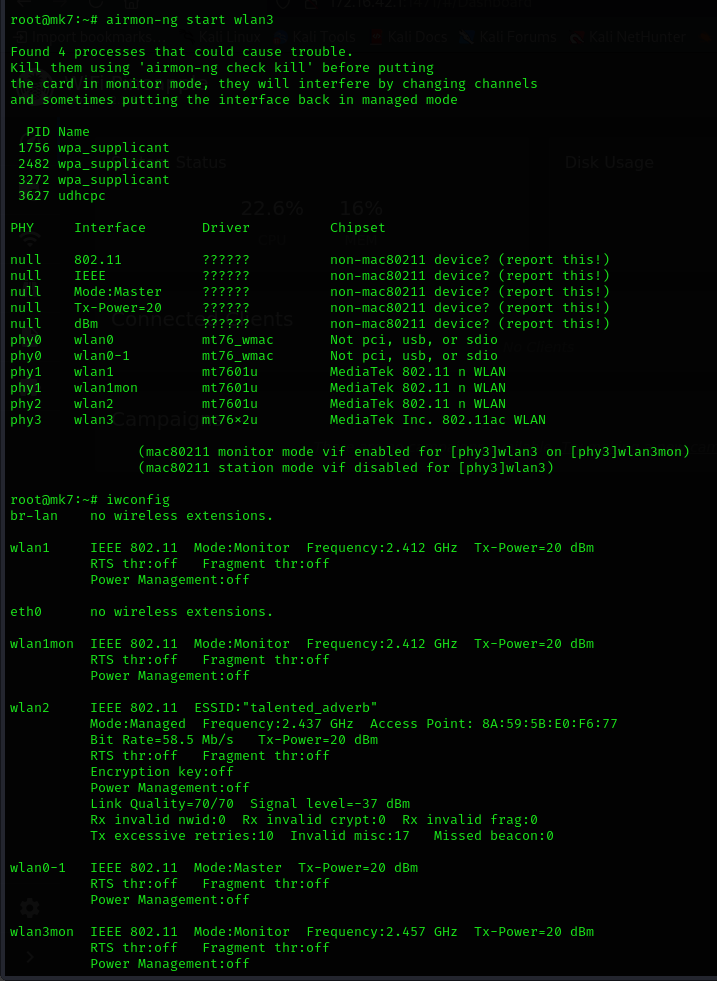 root@mk7:~# airmon-ng start wlan3
Found 4 processes that could cause trouble.
Kill them using 'airmon-ng check kill' before putting
the card in monitor mode, they will interfere by changing channels
and sometimes putting the interface back in managed mode
PID Name
1756 wpa_supplicant
2482 wpa_supplicant
3272 wpa_supplicant
3627 udhcpc
Status
Disk Usage
22.6% 16%
PHY Interface Driver Chipset
null 802.11 ?????? non-mac80211 device? (report this!)
null IEEE ?????? non-mac80211 device? (report this!)
null Mode:Master ?????? non-mac80211 device? (report this!)
null Tx-Power=20 ?????? non-mac80211 device? (report this!)
null dBm ?????? non-mac80211 device? (report this!)
phy0 wlan0 mt76_wmac Not pci, usb, or sdio
phy0 wlan0-1 mt76_wmac Not pci, usb, or sdio
phy1 wlan1 mt7601u MediaTek 802.11 n WLAN
phy1 wlan1mon mt7601u MediaTek 802.11 n WLAN
phy2 wlan2 mt7601u MediaTek 802.11 n WLAN
phy3 wlan3 mt76×2u MediaTek Inc. 802.11ac WLAN
(mac80211 monitor mode vif enabled for [phy3]wlan3 on [phy3]wlan3mon)
(mac80211 station mode vif disabled for [phy3]wlan3)
root@mk7:~# iwconfig
br-lan no wireless extensions.
wlan1 IEEE 802.11 Mode:Monitor Frequency:2.412 GHz Tx-Power=20 dBm
RTS thr:off Fragment thr:off
Power Management:off
eth0 no wireless extensions.
wlan1mon IEEE 802.11 Mode:Monitor Frequency:2.412 GHz Tx-Power=20 dBm
RTS thr:off Fragment thr:off
Power Management:off
wlan2 IEEE 802.11 ESSID:"talented_adverb"
Mode:Managed Frequency:2.437 GHz Access Point: 8A:59:5B:E0:F6:77
Bit Rate=58.5 Mb/s Tx-Power=20 dBm
RTS thr:off Fragment thr:off
Encryption key:off
Power Management:off
Link Quality=70/70 Signal level=-37 dBm
Rx invalid nwid:0 Rx invalid crypt:0 Rx invalid frag:0
Tx excessive retries:10 Invalid misc:17 Missed beacon:0
wlan0-1 IEEE 802.11 Mode:Master Tx-Power=20 dBm
RTS thr:off Fragment thr:off
Power Management:off
wlan3mon IEEE 802.11 Mode:Monitor Frequency:2.457 GHz Tx-Power=20 dBm
RTS thr:off Fragment thr:off
Power Management:off